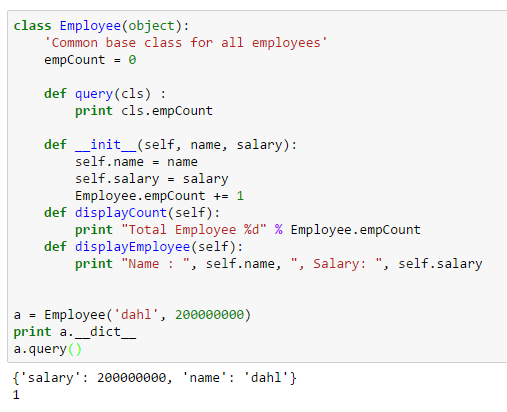 class Employee(object):
    'Common base class for all employees'
    empCount = 0

    def query(cls) :
        print cls.empCount

    def __init__(self, name, salary):
        self.name = name
        self.salary = salary
        Employee.empCount += 1
    def displayCount(self):
        print "Total Employee %d" % Employee.empCount
    def displayEmployee(self):
        print "Name : ", self.name, ", Salary: ", self.salary


a = Employee('dahl', 200000000)
print a.__dict__
a.query()
{'salary': 200000000, 'name': 'dahl'}
1